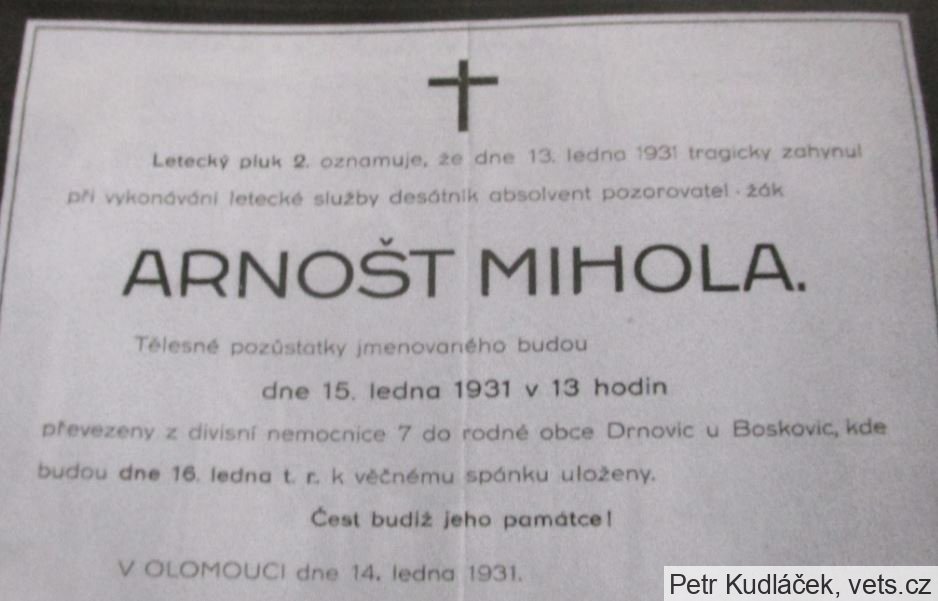 Letecký pluk 2. oznamuje, že dne 13. ledna 1931 tragicky zahynul
při vykonávání letecké služby desátník absolvent pozorovatel - žák
ARNOŠT MIHOLA.
Tělesné pozůstatky jmenovaného budou
dne 15. ledna 1931 v 13 hodin
převezeny z divisní nemocnice 7 do rodné obce Drnovic u Boskovic, kde
budou dne 16. ledna t. r. k věčnému spánku uloženy.
Čest budiž jeho památce!
V OLOMOUCI dne 14. ledna 1931.
Petr Kudláček, vets.cz